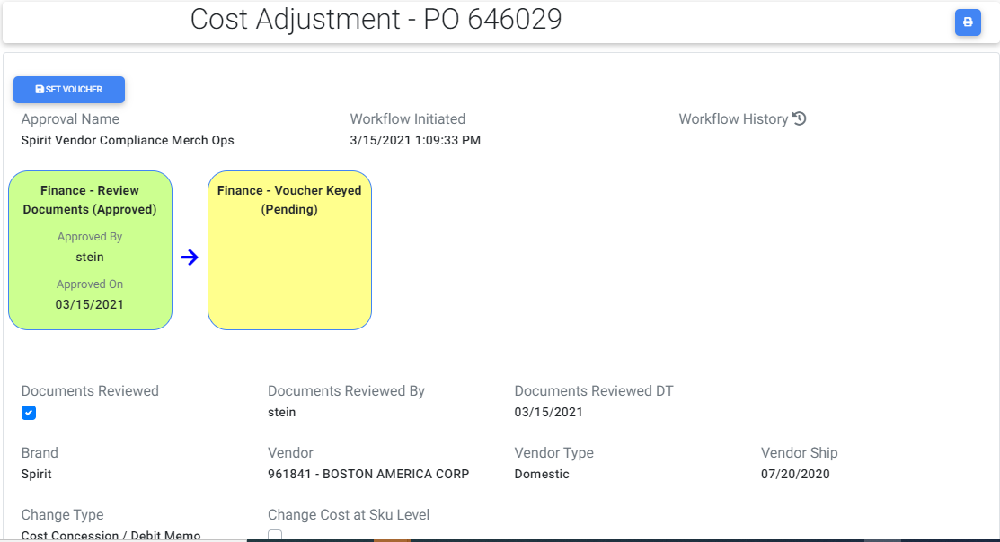 Cost Adjustment - PO 646029
SET VOUCHER
Approval Name
Workflow Initiated
Workflow History
Spirit Vendor Compliance Merch Ops
3/15/2021 1:09:33 PM
Finance - Review
Documents (Approved)
Approved By
stein
Approved On
03/15/2021
Finance - Voucher Keyed
(Pending)
Documents Reviewed
Documents Reviewed By
Documents Reviewed DT
stein
03/15/2021
Brand
Vendor
Vendor Type
Vendor Ship
Spirit
961841 - BOSTON AMERICA CORP
Domestic
07/20/2020
Change Type
Change Cost at Sku Level
Cost Concession / Debit Memo